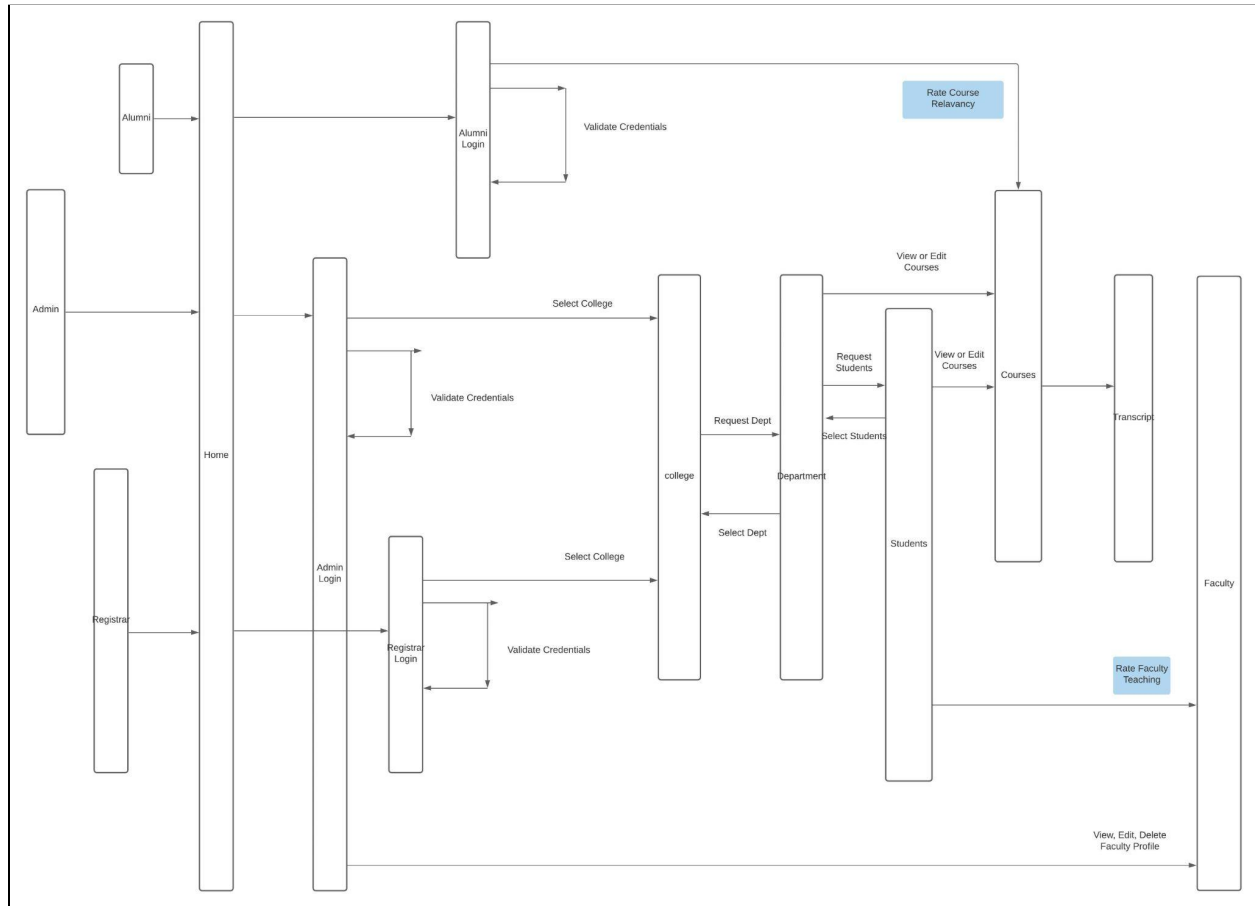 Rate Course
Relavancy
Alumni
Validate Credentials
Alumni
Login
View or Edit
Courses
Select College
Admin
Request
Students
View or Edit
Courses
Courses
Validate Credentials
Request Dept
Select Students
Transcript
Home
college
Department
Select Dept
Students
Select College
Admin
Login
Faculty
Registrar
Registrar
Login
Validate Credentials
Rate Faculty
Teaching
View, Edit, Delete
Faculty Profile